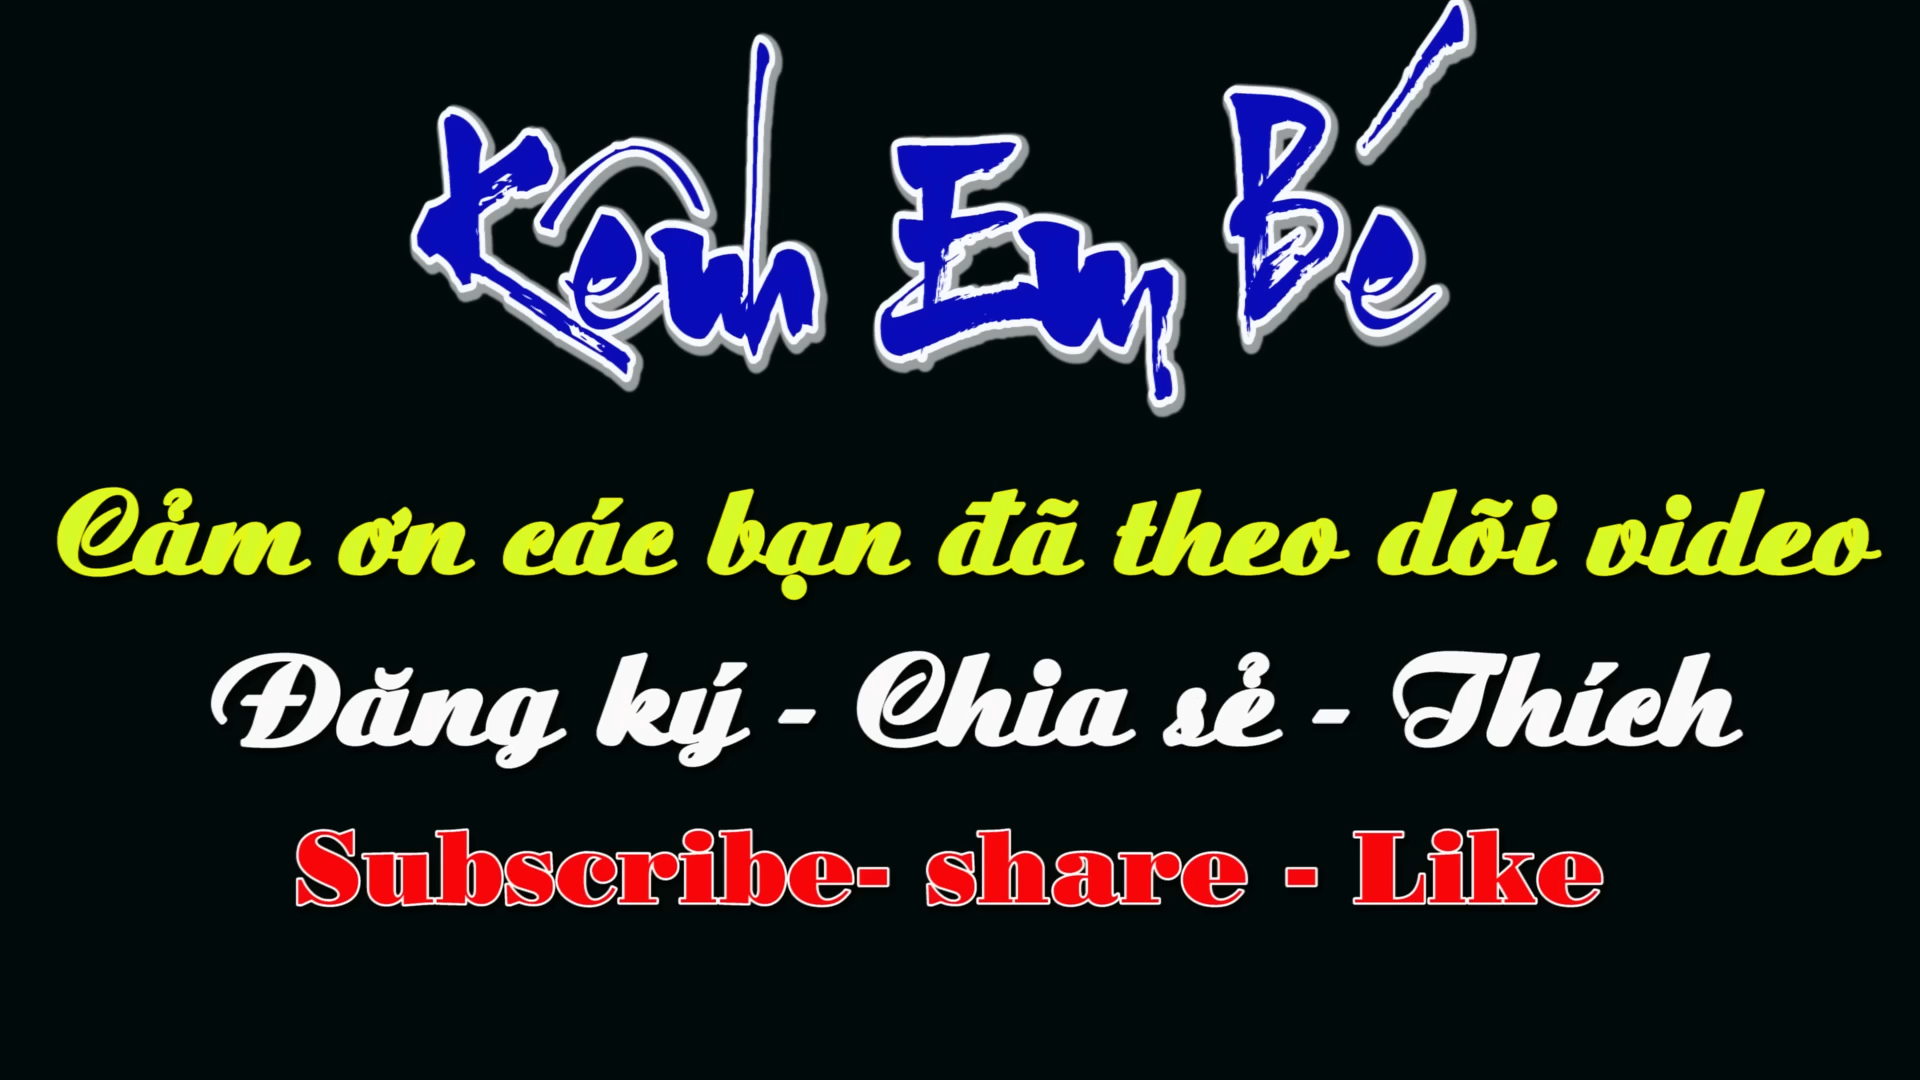 Kênh Em Bé
Cảm ơn các bạn đã theo dõi video
Đăng ký - Chia sẻ - Thích
Subscribe- share - Like